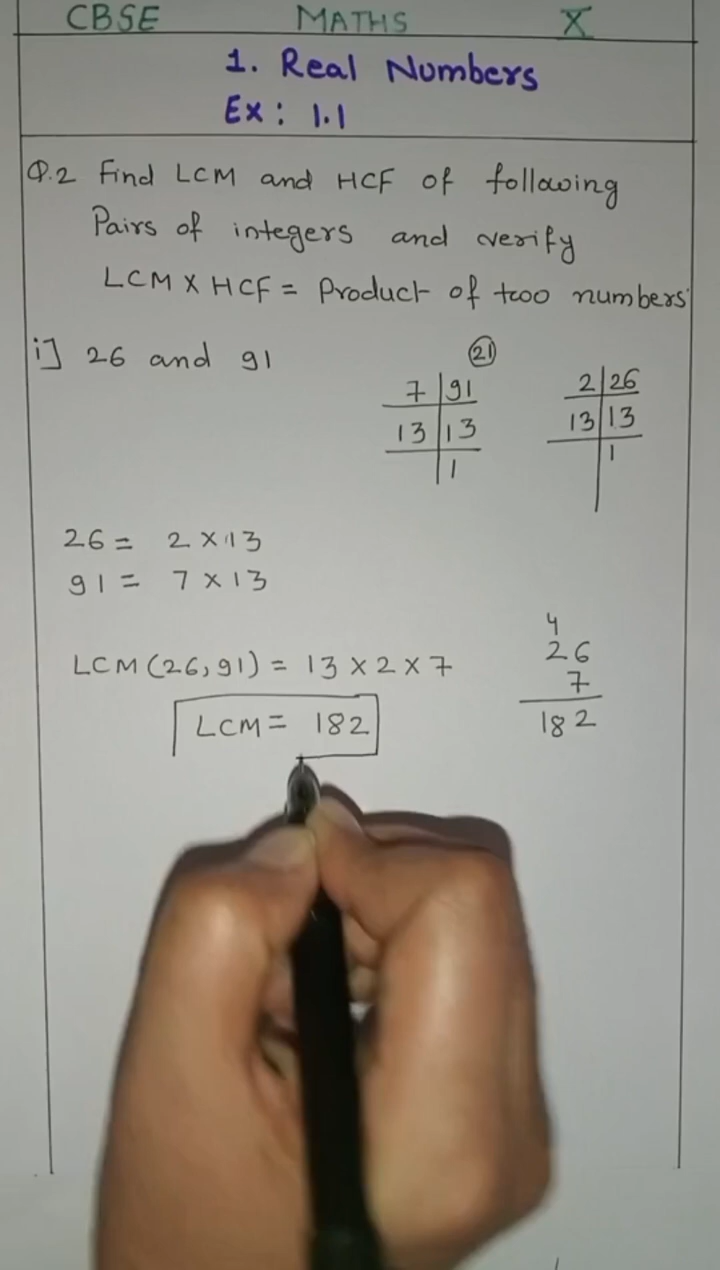 CBSE MATHS X
1. Real Numbers
Ex: 1.1
Q.2 Find LCM and HCF of following
Pairs of integers and verify
LCM X HCF = Product of two numbers
i] 26 and 91
21
7 | 91
13 | 13
1
2 | 26
13 | 13
1
26 = 2 × 13
91 = 7 × 13
LCM (26, 91) = 13 × 2 × 7
LCM = 182
4
26
7
182